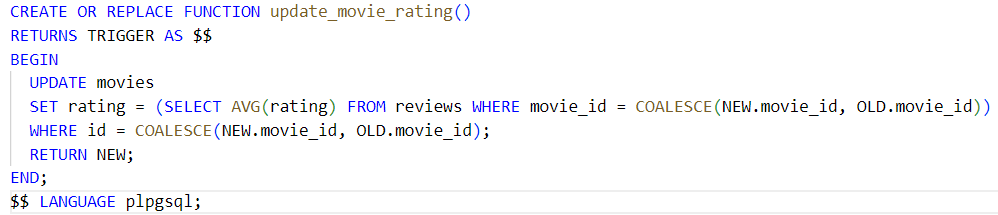 CREATE OR REPLACE FUNCTION update_movie_rating()
RETURNS TRIGGER AS $$
BEGIN
  UPDATE movies
  SET rating = (SELECT AVG(rating) FROM reviews WHERE movie_id = COALESCE(NEW.movie_id, OLD.movie_id))
  WHERE id = COALESCE(NEW.movie_id, OLD.movie_id);
  RETURN NEW;
END;
$$ LANGUAGE plpgsql;